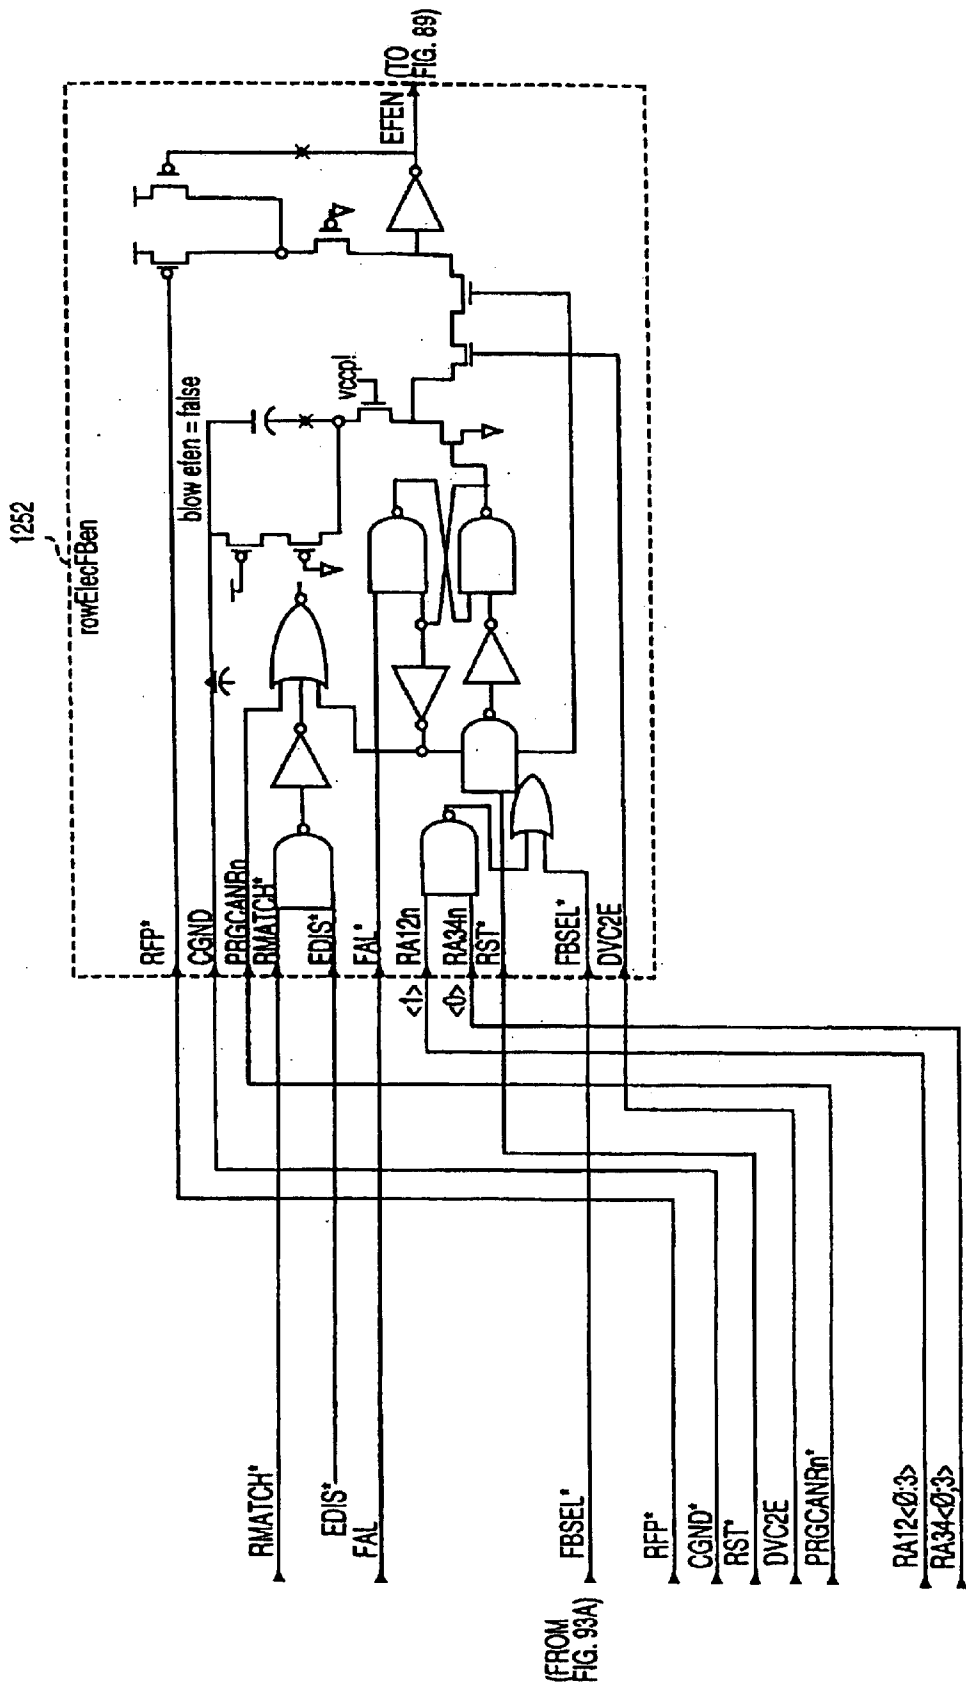 1252
rowElecFBen
RFP*
CGND
PRGCANRn
RMATCH*
EDIS*
FAL*
<1> RA12n
<0> RA34n
RST*
FBSEL*
DVC2E
blow efen = false
vccp!
EFEN
(TO
FIG. 89)
RMATCH*
EDIS*
FAL
FBSEL*
(FROM
FIG. 93A)
RFP*
CGND*
RST*
DVC2E
PRGCANRn*
RA12<0:3>
RA34<0;3>